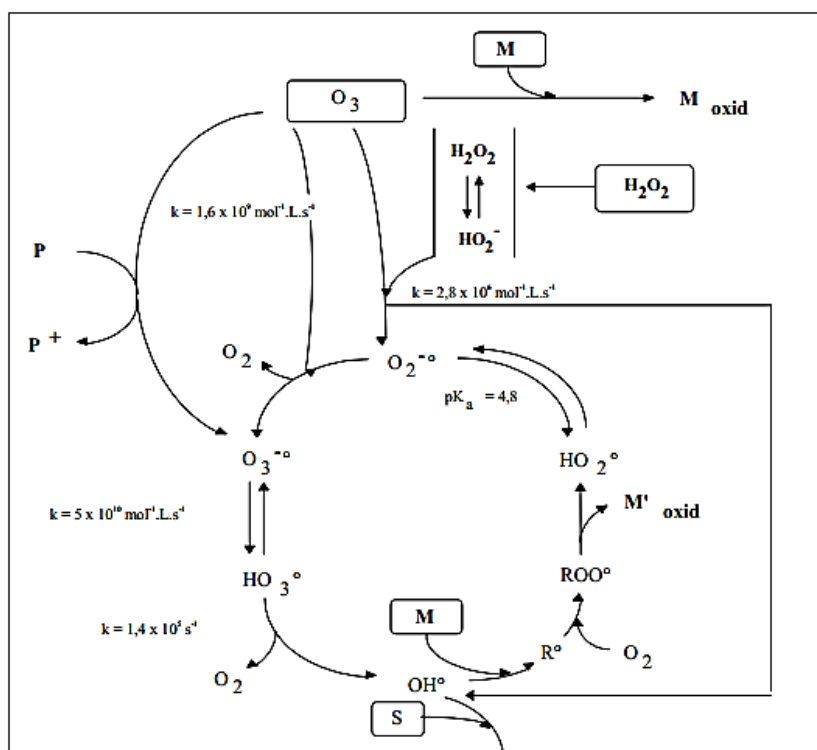 M
O₃
M oxid
H₂O₂
H₂O₂
HO₂⁻
k = 1,6 x 10⁹ mol⁻¹.L.s⁻¹
P
k = 2,8 x 10⁶ mol⁻¹.L.s⁻¹
P +
O₂
O₂⁻°
pKₐ = 4,8
O₃⁻°
HO₂°
k = 5 x 10¹⁰ mol⁻¹.L.s⁻¹
M' oxid
HO₃°
ROO°
k = 1,4 x 10⁵ s⁻¹
M
R°
O₂
O₂
OH°
S